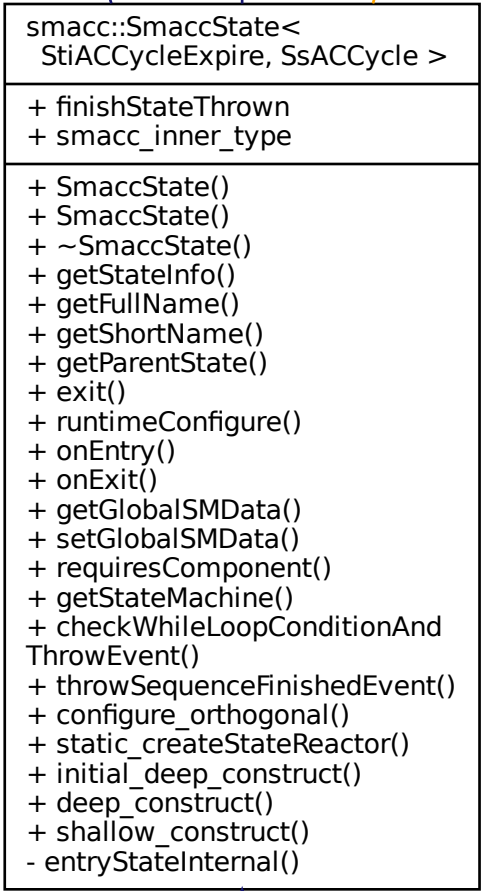 smacc::SmaccState<
StiACCycleExpire, SsACCycle >
+ finishStateThrown
+ smacc_inner_type
+ SmaccState()
+ SmaccState()
+ ~SmaccState()
+ getStateInfo()
+ getFullName()
+ getShortName()
+ getParentState()
+ exit()
+ runtimeConfigure()
+ onEntry()
+ onExit()
+ getGlobalSMData()
+ setGlobalSMData()
+ requiresComponent()
+ getStateMachine()
+ checkWhileLoopConditionAnd
ThrowEvent()
+ throwSequenceFinishedEvent()
+ configure_orthogonal()
+ static_createStateReactor()
+ initial_deep_construct()
+ deep_construct()
+ shallow_construct()
- entryStateInternal()